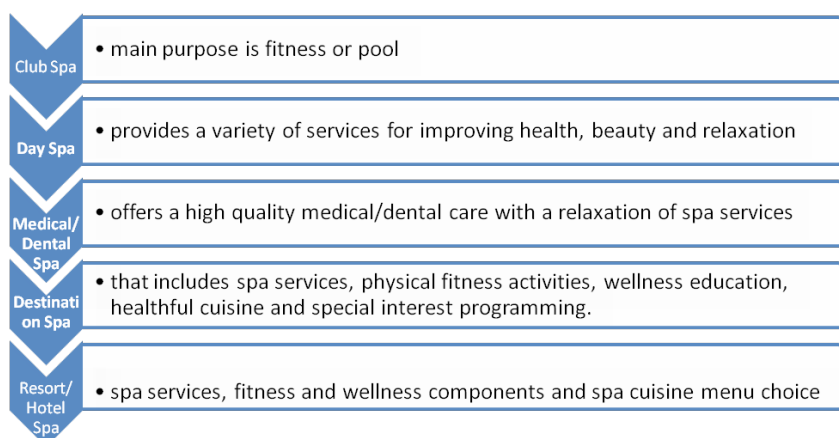 Club Spa
• main purpose is fitness or pool
Day Spa
• provides a variety of services for improving health, beauty and relaxation
Medical/
Dental
Spa
• offers a high quality medical/dental care with a relaxation of spa services
Destinati
on Spa
• that includes spa services, physical fitness activities, wellness education,
healthful cuisine and special interest programming.
Resort/
Hotel
Spa
• spa services, fitness and wellness components and spa cuisine menu choice